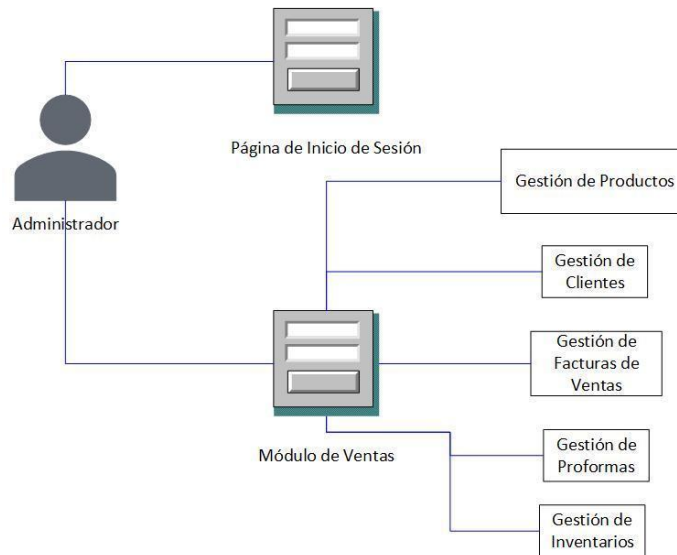 Página de Inicio de Sesión
Gestión de Productos
Administrador
Gestión de
Clientes
Gestión de
Facturas de
Ventas
Módulo de Ventas
Gestión de
Proformas
Gestión de
Inventarios